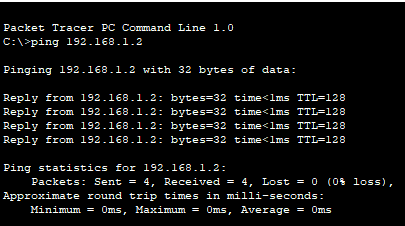 Packet Tracer PC Command Line 1.0
C:\>ping 192.168.1.2
Pinging 192.168.1.2 with 32 bytes of data:
Reply from 192.168.1.2: bytes=32 time<1ms TTL=128
Reply from 192.168.1.2: bytes=32 time<1ms TTL=128
Reply from 192.168.1.2: bytes=32 time<1ms TTL=128
Reply from 192.168.1.2: bytes=32 time<1ms TTL=128
Ping statistics for 192.168.1.2:
Packets: Sent = 4, Received = 4, Lost = 0 (0% loss),
Approximate round trip times in milli-seconds:
Minimum = 0ms, Maximum = 0ms, Average = 0ms